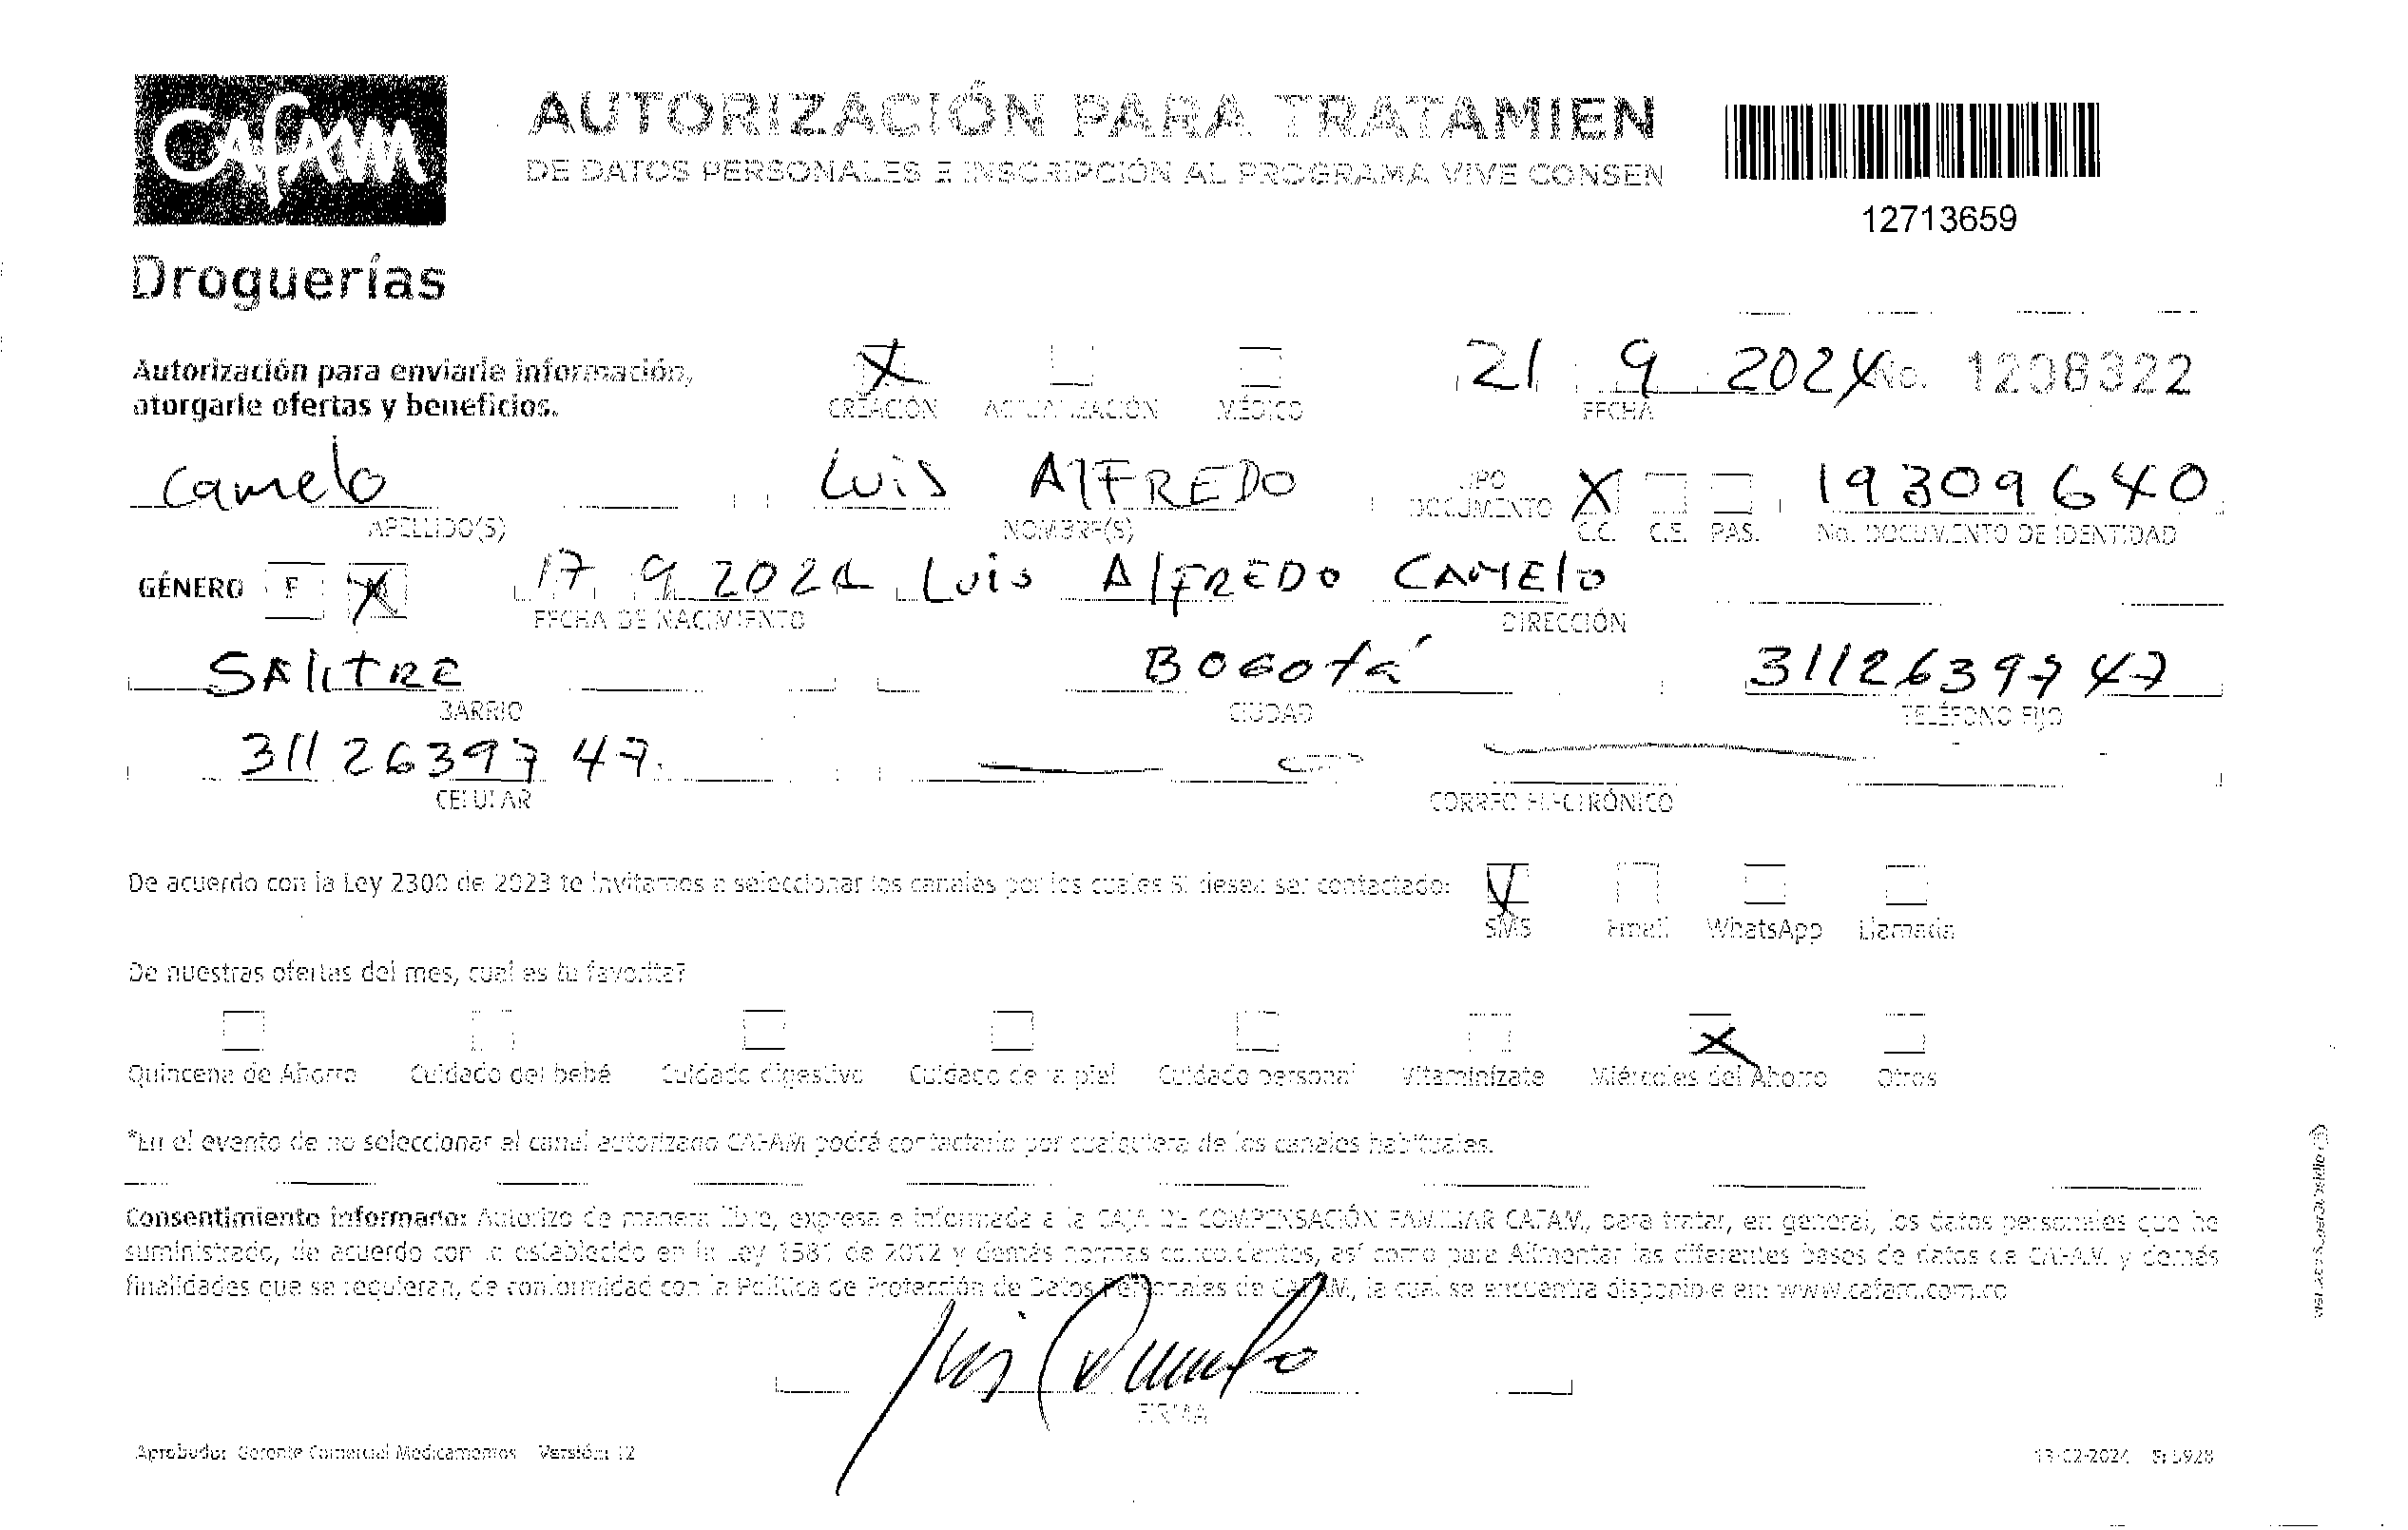 Cafam
AUTORIZACIÓN PARA TRATAMIEN
DE DATOS PERSONALES E INSCRIPCIÓN AL PROGRAMA VIVE CONSEN
12713659
Droguerías
Autorización para enviarle información,
otorgarle ofertas y beneficios.
X 21 9 2024 No. 1208322
CREACIÓN ACTUALIZACIÓN MÉDICO FECHA
Camelo Luis AlFREDO TIPO DOCUMENTO X 19309640
APELLIDO(S) NOMBRE(S) C.C. C.E. PAS. No. DOCUMENTO DE IDENTIDAD
GÉNERO F M X 17 9 2024 Luis AlFREDO CAMElo
FECHA DE NACIMIENTO DIRECCIÓN
SAlITRE BOGOtá 3112639747
BARRIO CIUDAD TELÉFONO FIJO
3112639747.
CELULAR CORREO ELECTRÓNICO
De acuerdo con la Ley 2300 de 2023 te invitamos a seleccionar los canales por los cuales SI desea ser contactado:
SMS Email WhatsApp Llamada
De nuestras ofertas del mes, cual es tu favorita?
X
Quincena de Ahorro Cuidado del bebé Cuidado digestivo Cuidado de la piel Cuidado personal Vitaminízate Miércoles del Ahorro Otros
*En el evento de no seleccionar el canal autorizado CAFAM podrá contactarlo por cualquiera de los canales habituales.
Consentimiento informado: Autorizo de manera libre, expresa e informada a la CAJA DE COMPENSACIÓN FAMILIAR CAFAM, para tratar, en general, los datos personales que he
suministrado, de acuerdo con lo establecido en la Ley 1581 de 2012 y demás normas concordantes, así como para Alimentar las diferentes bases de datos de CAFAM y demás
finalidades que se requieran, de conformidad con la Política de Protección de Datos Personales de CAFAM, la cual se encuentra disponible en: www.cafam.com.co
Luis Camelo
FIRMA
Aprobado: Gerente Comercial Medicamentos Versión: 12
13-02-2024